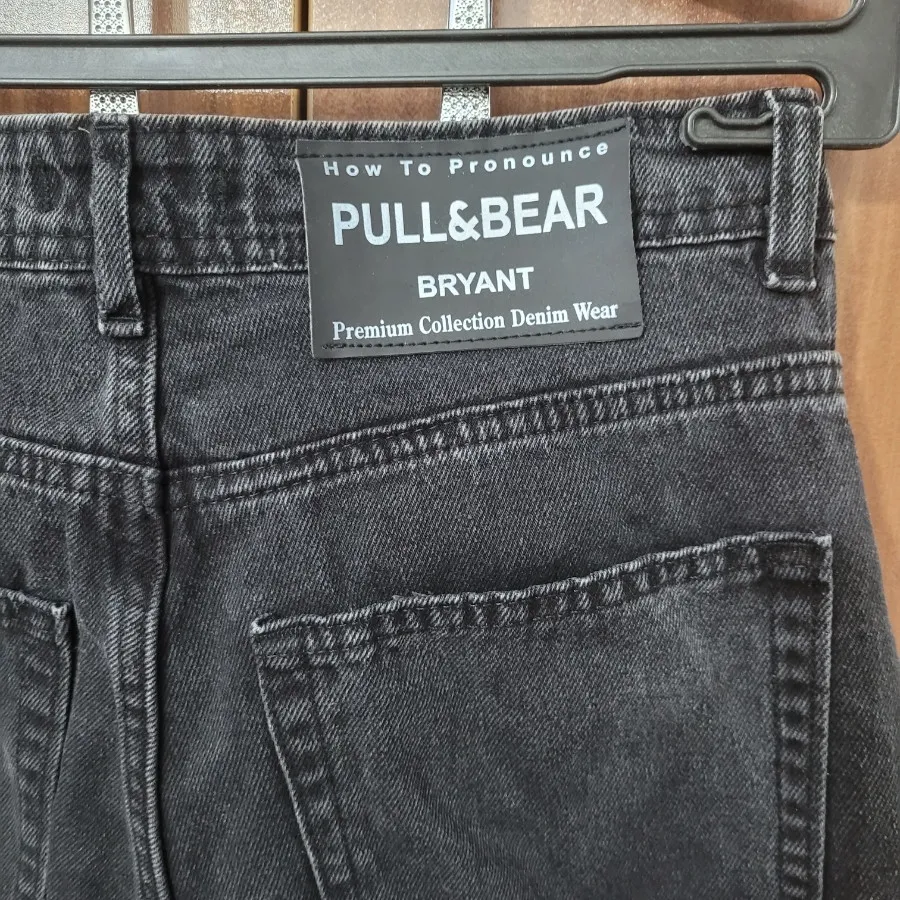 How To Pronounce
PULL&BEAR
BRYANT
Premium Collection Denim Wear